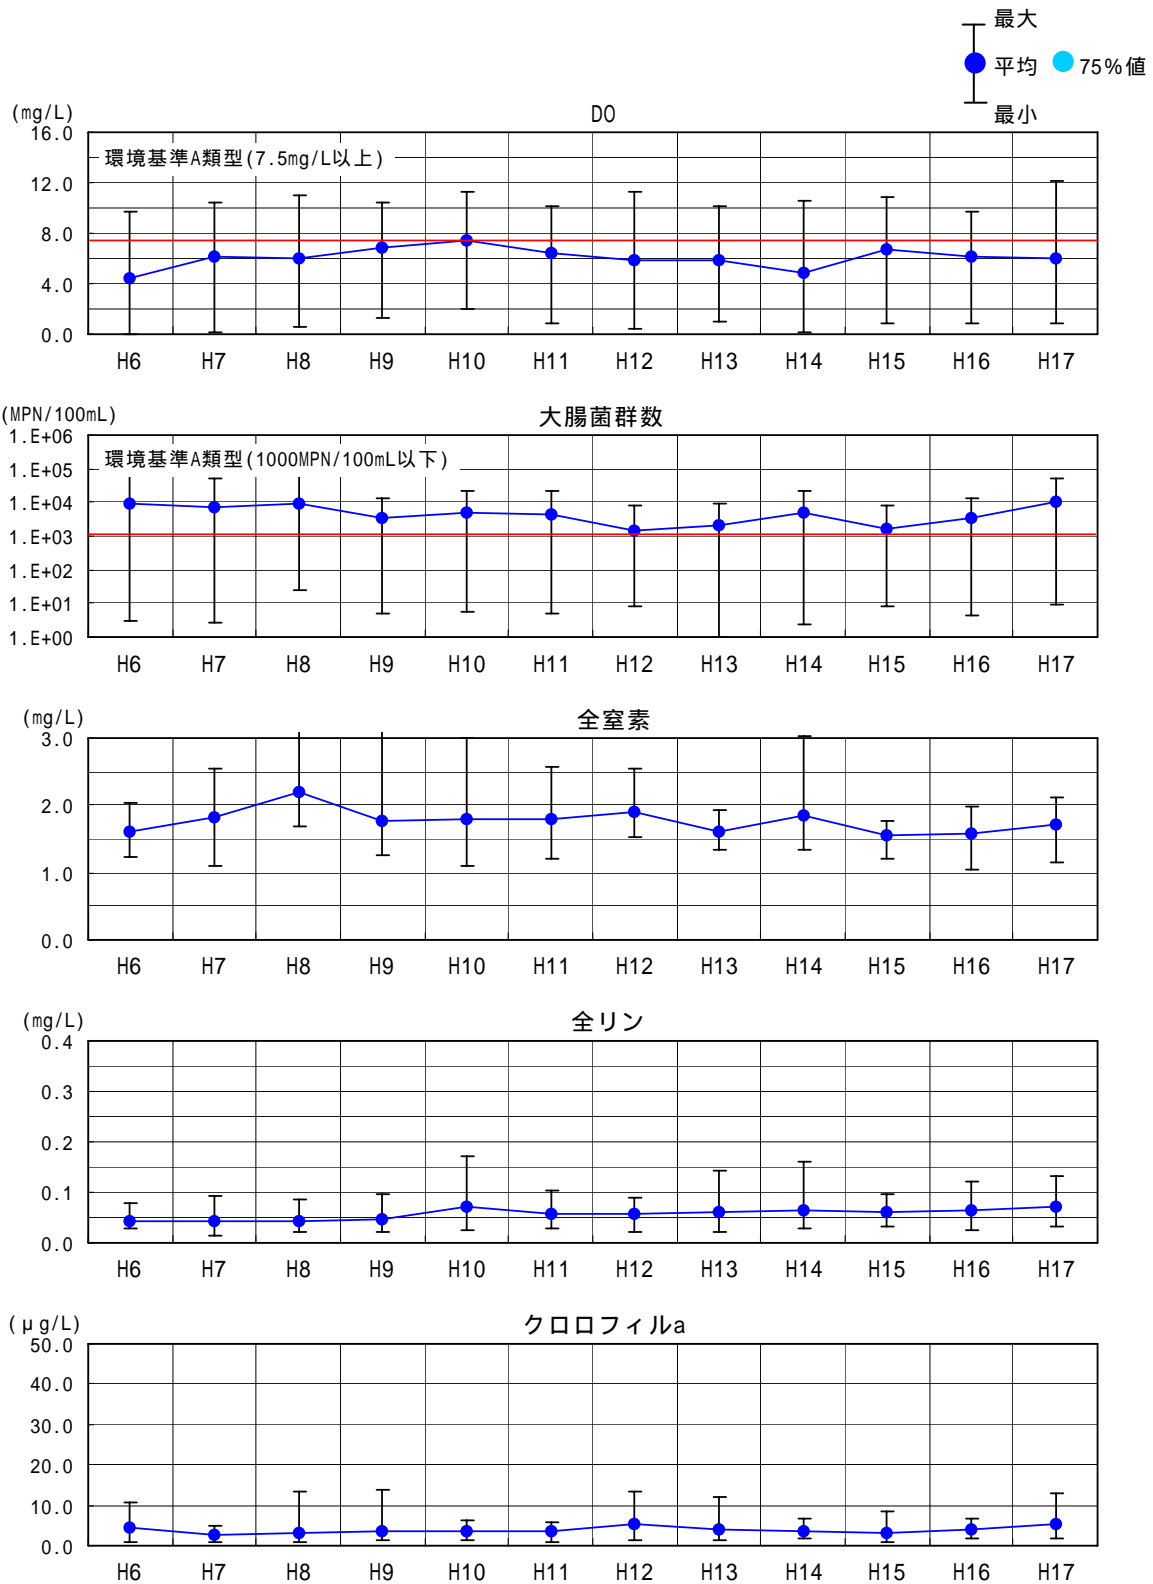 最大
平均 75%値
最小
(mg/L) DO
16.0
環境基準A類型(7.5mg/L以上)
12.0
8.0
4.0
0.0
H6 H7 H8 H9 H10 H11 H12 H13 H14 H15 H16 H17
(MPN/100mL) 大腸菌群数
1.E+06
環境基準A類型(1000MPN/100mL以下)
1.E+05
1.E+04
1.E+03
1.E+02
1.E+01
1.E+00
H6 H7 H8 H9 H10 H11 H12 H13 H14 H15 H16 H17
(mg/L) 全窒素
3.0
2.0
1.0
0.0
H6 H7 H8 H9 H10 H11 H12 H13 H14 H15 H16 H17
(mg/L) 全リン
0.4
0.3
0.2
0.1
0.0
H6 H7 H8 H9 H10 H11 H12 H13 H14 H15 H16 H17
(μg/L) クロロフィルa
50.0
40.0
30.0
20.0
10.0
0.0
H6 H7 H8 H9 H10 H11 H12 H13 H14 H15 H16 H17